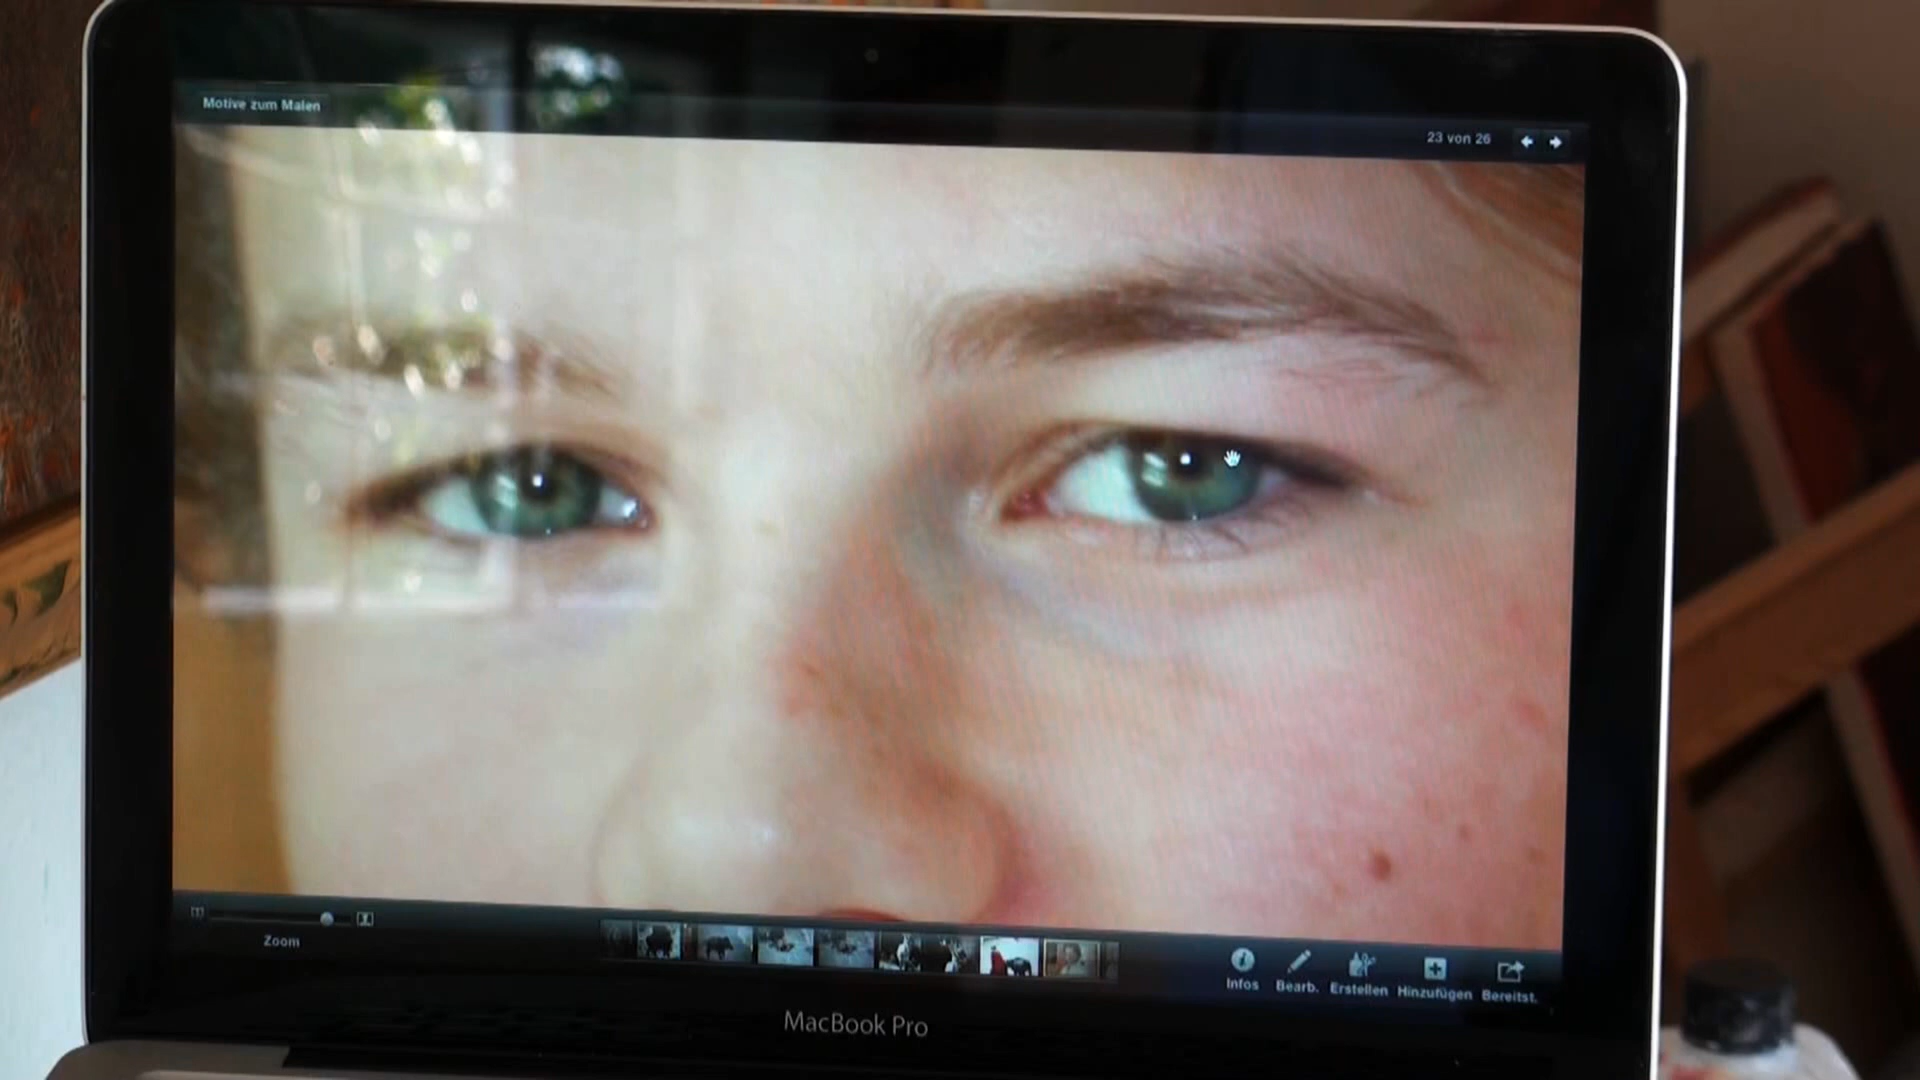 Motive zum Malen
23 von 26
Zoom
Infos
Bearb.
Erstellen
Hinzufügen
Bereitst.
MacBook Pro